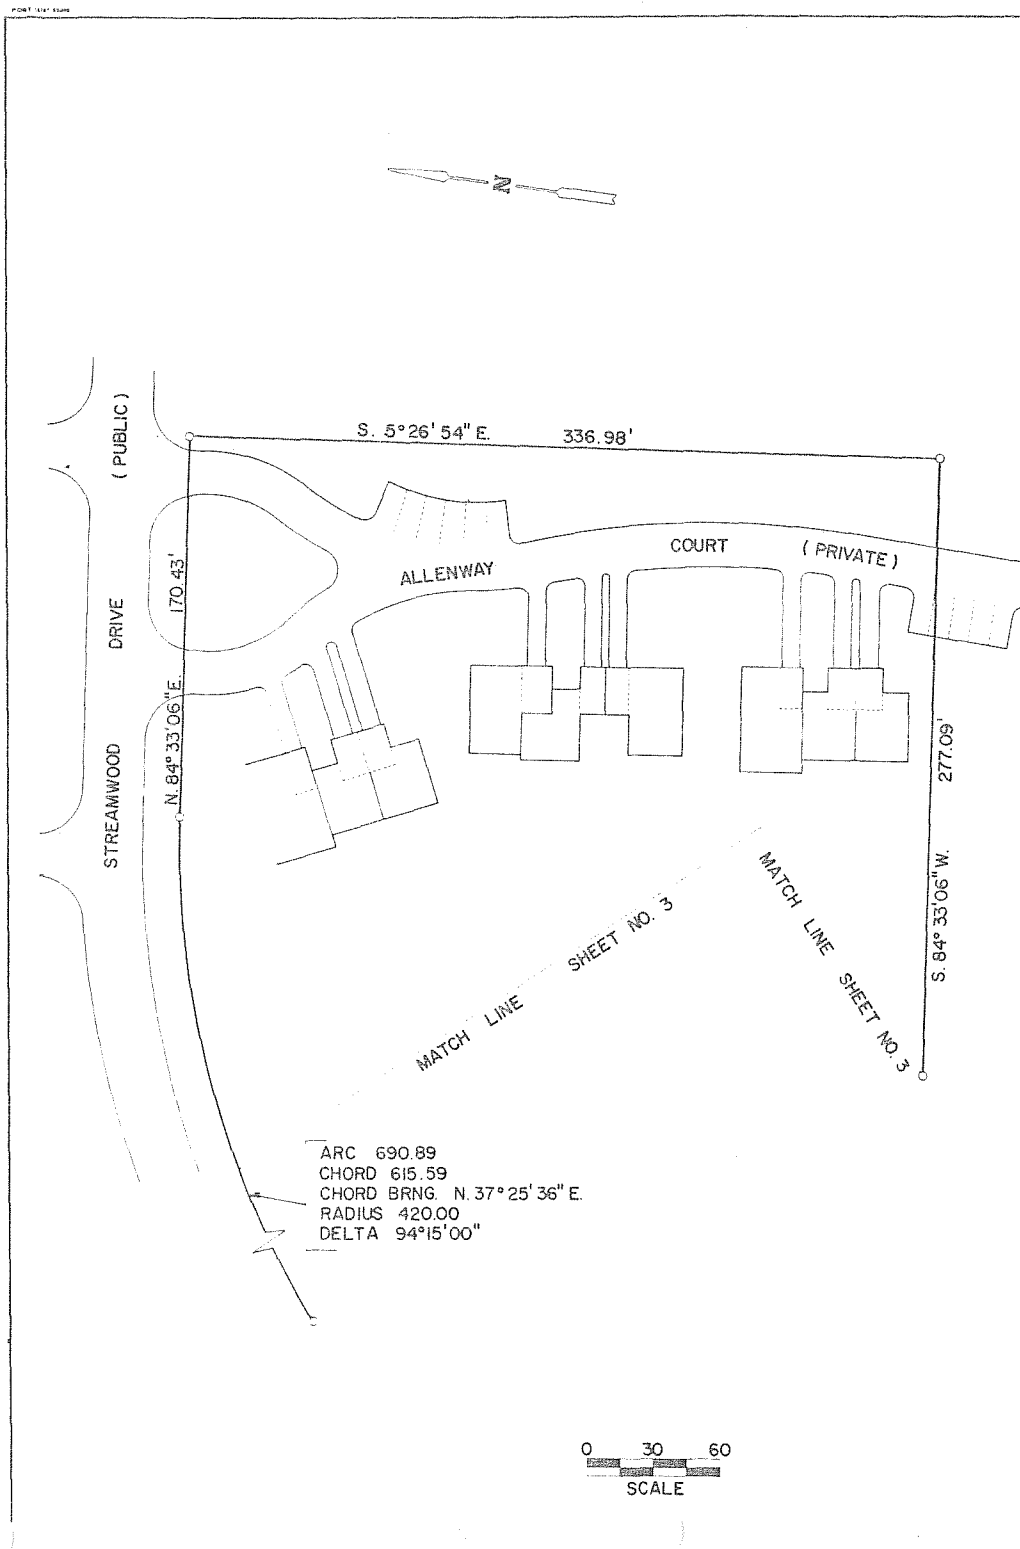 N
(PUBLIC)
DRIVE
STREAMWOOD
S. 5°26'54"E. 336.98'
N. 84°33'06"E. 170.43'
ALLENWAY COURT (PRIVATE)
S. 84°33'06"W. 277.09'
MATCH LINE SHEET NO. 3
MATCH LINE SHEET NO. 3
ARC 690.89
CHORD 615.59
CHORD BRNG. N. 37°25'36"E.
RADIUS 420.00
DELTA 94°15'00"
0 30 60
SCALE